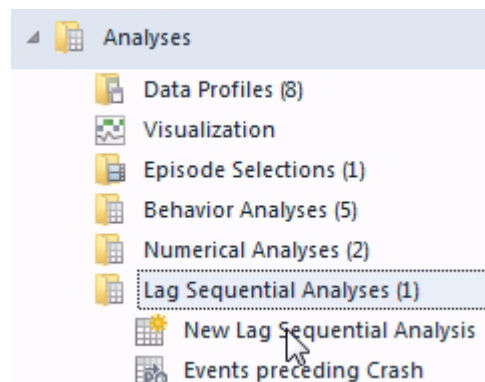 Analyses
Data Profiles (8)
Visualization
Episode Selections (1)
Behavior Analyses (5)
Numerical Analyses (2)
Lag Sequential Analyses (1)
New Lag Sequential Analysis
Events preceding Crash